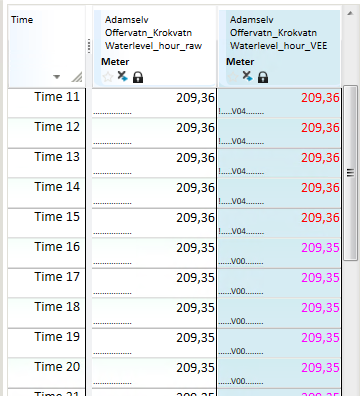 Time
Adamselv
Offervatn_Krokvatn
Waterlevel_hour_raw
Meter
Adamselv
Offervatn_Krokvatn
Waterlevel_hour_VEE
Meter
Time 11 209,36 209,36
................ !.....V04........
Time 12 209,36 209,36
................ !.....V04........
Time 13 209,36 209,36
................ !.....V04........
Time 14 209,36 209,36
................ !.....V04........
Time 15 209,36 209,36
................ !.....V04........
Time 16 209,35 209,35
................ ......V00........
Time 17 209,35 209,35
................ ......V00........
Time 18 209,35 209,35
................ ......V00........
Time 19 209,35 209,35
................ ......V00........
Time 20 209,35 209,35
................ ......V00........
Time 21 209,35 209,35